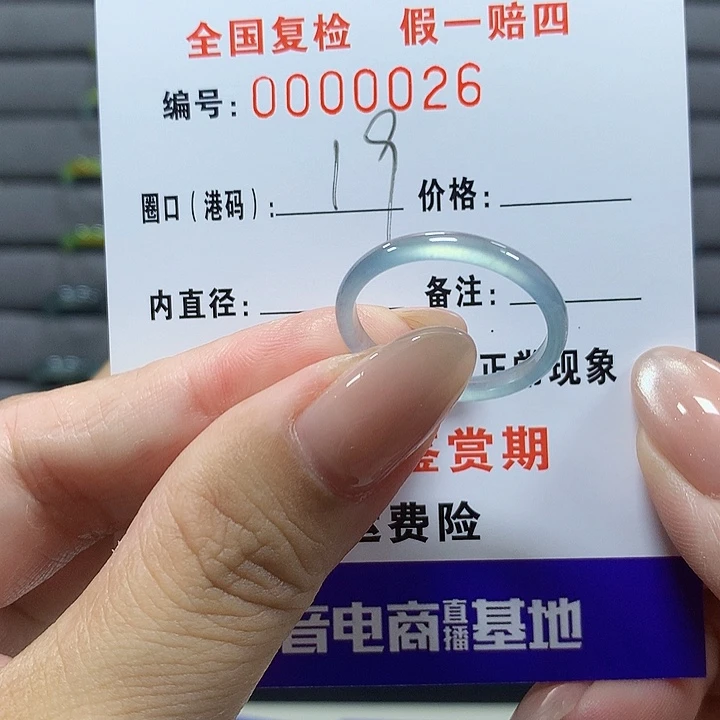 全国复检 假一赔四
编号: 0000026
圈口(港码): 19 价格:
内直径: 备注:
正常现象
鉴赏期
运费险
音电商直播基地